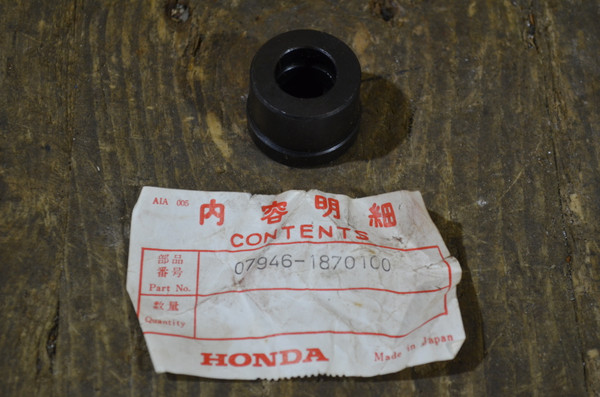 AIA 005
内容明細
CONTENTS
部品
番号
Part No.
07946-1870100
数量
Quantity
HONDA
Made in Japan